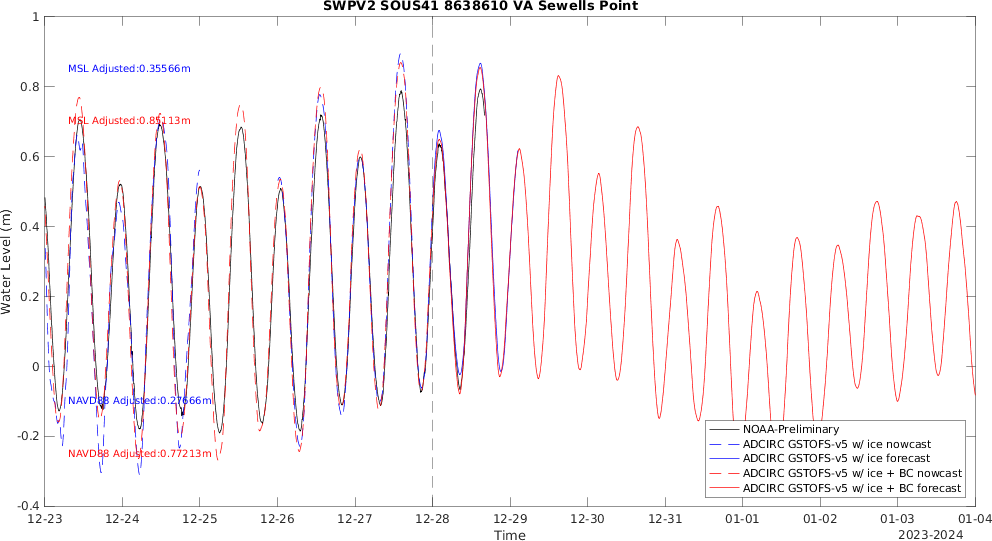 SWPV2 SOUS41 8638610 VA Sewells Point
1
0.8
0.6
0.4
0.2
0
-0.2
-0.4
Water Level (m)
MSL Adjusted:0.35566m
MSL Adjusted:0.85113m
NAVD88 Adjusted:0.27666m
NAVD88 Adjusted:0.77213m
NOAA-Preliminary
ADCIRC GSTOFS-v5 w/ ice nowcast
ADCIRC GSTOFS-v5 w/ ice forecast
ADCIRC GSTOFS-v5 w/ ice + BC nowcast
ADCIRC GSTOFS-v5 w/ ice + BC forecast
12-23 12-24 12-25 12-26 12-27 12-28 12-29 12-30 12-31 01-01 01-02 01-03 01-04
Time
2023-2024